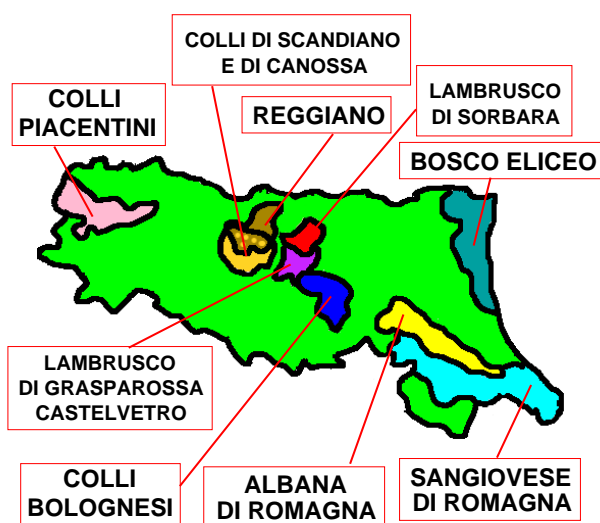 COLLI DI SCANDIANO
E DI CANOSSA
COLLI
PIACENTINI
REGGIANO
LAMBRUSCO
DI SORBARA
BOSCO ELICEO
LAMBRUSCO
DI GRASPAROSSA
CASTELVETRO
COLLI
BOLOGNESI
ALBANA
DI ROMAGNA
SANGIOVESE
DI ROMAGNA